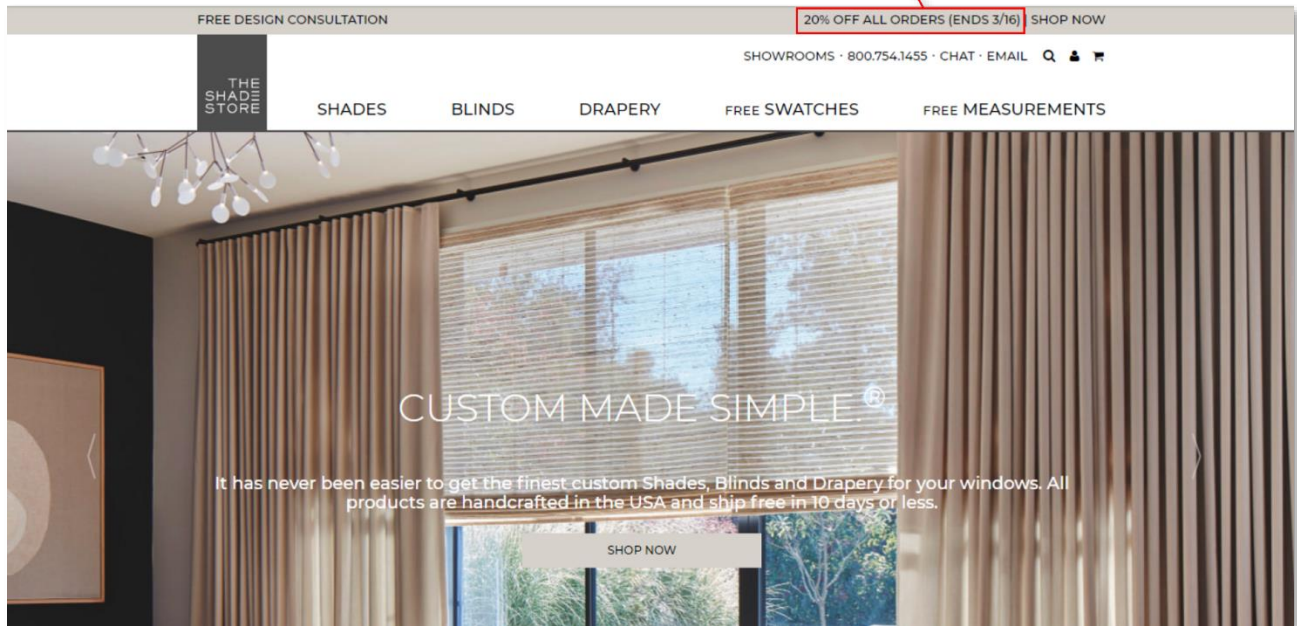 FREE DESIGN CONSULTATION
20% OFF ALL ORDERS (ENDS 3/16) | SHOP NOW
SHOWROOMS · 800.754.1455 · CHAT · EMAIL
THE
SHADE
STORE
SHADES
BLINDS
DRAPERY
FREE SWATCHES
FREE MEASUREMENTS
CUSTOM MADE SIMPLE.®
It has never been easier to get the finest custom Shades, Blinds and Drapery for your windows. All
products are handcrafted in the USA and ship free in 10 days or less.
SHOP NOW